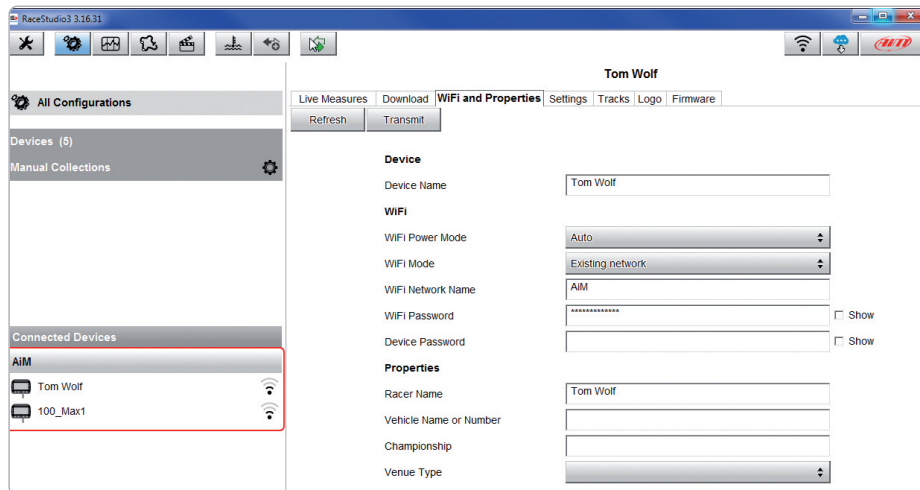 RaceStudio3 3.16.31
AiM
Tom Wolf
All Configurations
Live Measures Download WiFi and Properties Settings Tracks Logo Firmware
Refresh Transmit
Devices (5)
Manual Collections
Device
Device Name Tom Wolf
WiFi
WiFi Power Mode Auto
WiFi Mode Existing network
WiFi Network Name AiM
WiFi Password ************* Show
Device Password Show
Connected Devices
AiM
Tom Wolf
100_Max1
Properties
Racer Name Tom Wolf
Vehicle Name or Number
Championship
Venue Type